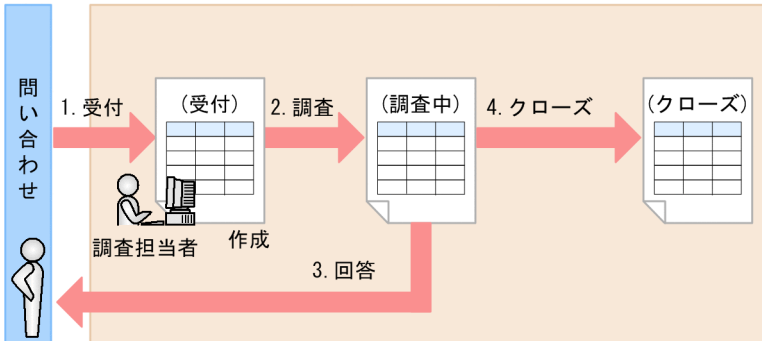 問い合わせ
1.受付
(受付)
2.調査
(調査中)
4.クローズ
(クローズ)
調査担当者
作成
3.回答